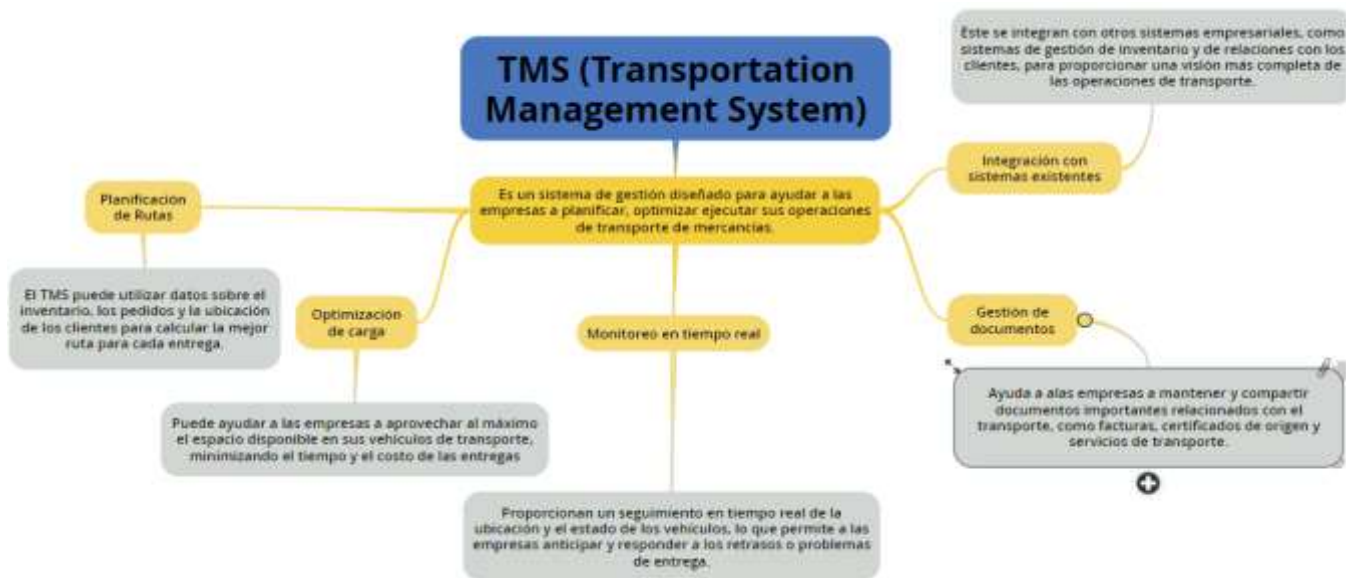 TMS (Transportation
Management System)
Es un sistema de gestión diseñado para ayudar a las
empresas a planificar, optimizar ejecutar sus operaciones
de transporte de mercancías.
Planificación
de Rutas
El TMS puede utilizar datos sobre el
inventario, los pedidos y la ubicación
de los clientes para calcular la mejor
ruta para cada entrega.
Optimización
de carga
Puede ayudar a las empresas a aprovechar al máximo
el espacio disponible en sus vehículos de transporte,
minimizando el tiempo y el costo de las entregas
Monitoreo en tiempo real
Proporcionan un seguimiento en tiempo real de la
ubicación y el estado de los vehículos, lo que permite a las
empresas anticipar y responder a los retrasos o problemas
de entrega.
Integración con
sistemas existentes
Este se integran con otros sistemas empresariales, como
sistemas de gestión de inventario y de relaciones con los
clientes, para proporcionar una visión más completa de
las operaciones de transporte.
Gestión de
documentos
Ayuda a alas empresas a mantener y compartir
documentos importantes relacionados con el
transporte, como facturas, certificados de origen y
servicios de transporte.